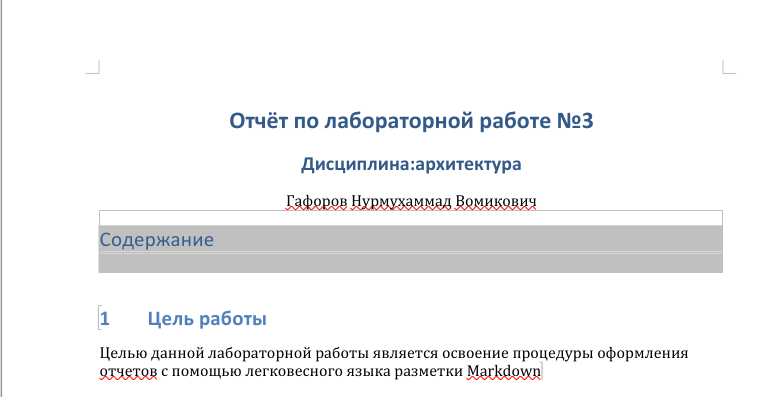 Отчёт по лабораторной работе №3
Дисциплина:архитектура
Гафоров Нурмухаммад Вомикович
Содержание
1 Цель работы
Целью данной лабораторной работы является освоение процедуры оформления
отчетов с помощью легковесного языка разметки Markdown